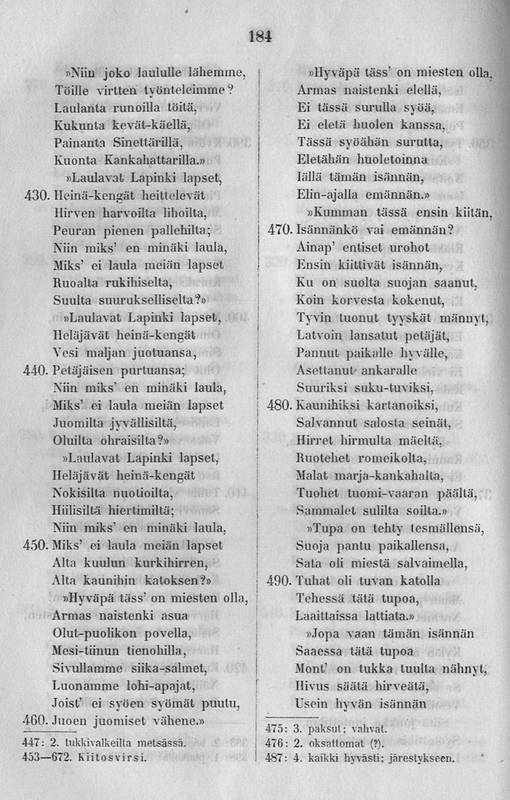 184
»Niin joko laululle lähemme,
Töille virtten työnteleimme?
Laulanta runoilla töitä,
Kukunta kevät-käellä,
Painanta Sinettärillä,
Kuonta Kankahattarilla.»
»Laulavat Lapinki lapset,
430. Heinä-kengät heittelevät
Hirven harvoilta lihoilta,
Peuran pienen pallehilta;
Niin miks' en minäki laula,
Miks' ei laula meiän lapset
Ruoalta rukihiselta,
Suulta suurukselliselta?»
»Laulavat Lapinki lapset,
Heläjävät heinä-kengät
Vesi maljan juotuansa,
440. Petäjäisen purtuansa;
Niin miks' en minäki laula,
Miks' ei laula meiän lapset
Juomilta jyvällisiltä,
Oluilta ohraisilta?»
»Laulavat Lapinki lapset,
Heläjävät heinä-kengät
Nokisilta nuotioilta,
Hiilisiltä hiertimiltä;
Niin miks' en minäki laula,
450. Miks' ei laula meiän lapset
Alta kuulun kurkihirren,
Alta kaunihin katoksen?»
»Hyväpä täss' on miesten olla,
Armas naistenki asua
Olut-puolikon povella,
Mesi-tiinun tienohilla,
Sivullamme siika-salmet,
Luonamme lohi-apajat,
Joist' ei syöen syömät puutu,
460. Juoen juomiset vähene.»
447: 2. tukkivalkeilta metsässä.
453—672. Kiitosvirsi.
»Hyväpä täss' on miesten olla,
Armas naistenki elellä,
Ei tässä surulla syöä,
Ei eletä huolen kanssa,
Tässä syöähän surutta,
Eletähän huoletoinna
Iällä tämän isännän,
Elin-ajalla emännän.»
»Kumman tässä ensin kiitän,
470. Isännänkö vai emännän?
Ainap' entiset urohot
Ensin kiittivät isännän,
Ku on suolta suojan saanut,
Koin korvesta kokenut,
Tyvin tuonut tyyskät männyt,
Latvoin lansatut petäjät,
Pannut paikalle hyvälle,
Asettanut ankaralle
Suuriksi suku-tuviksi,
480. Kaunihiksi kartanoiksi,
Salvannut salosta seinät,
Hirret hirmulta mäeltä,
Ruotehet romeikolta,
Malat marja-kankahalta,
Tuohet tuomi-vaaran päältä,
Sammalet sulilta soilta.»
»Tupa on tehty tesmällensä,
Suoja pantu paikallensa,
Sata oli miestä salvaimella,
490. Tuhat oli tuvan katolla
Tehessä tätä tupoa,
Laaittaissa lattiata.»
»Jopa vaan tämän isännän
Saaessa tätä tupoa
Mont' on tukka tuulta nähnyt,
Hivus säätä hirveätä,
Usein hyvän isännän
475: 3. paksut; vahvat.
476: 2. oksattomat (?).
487: 4. kaikki hyvästi; järestykseen.